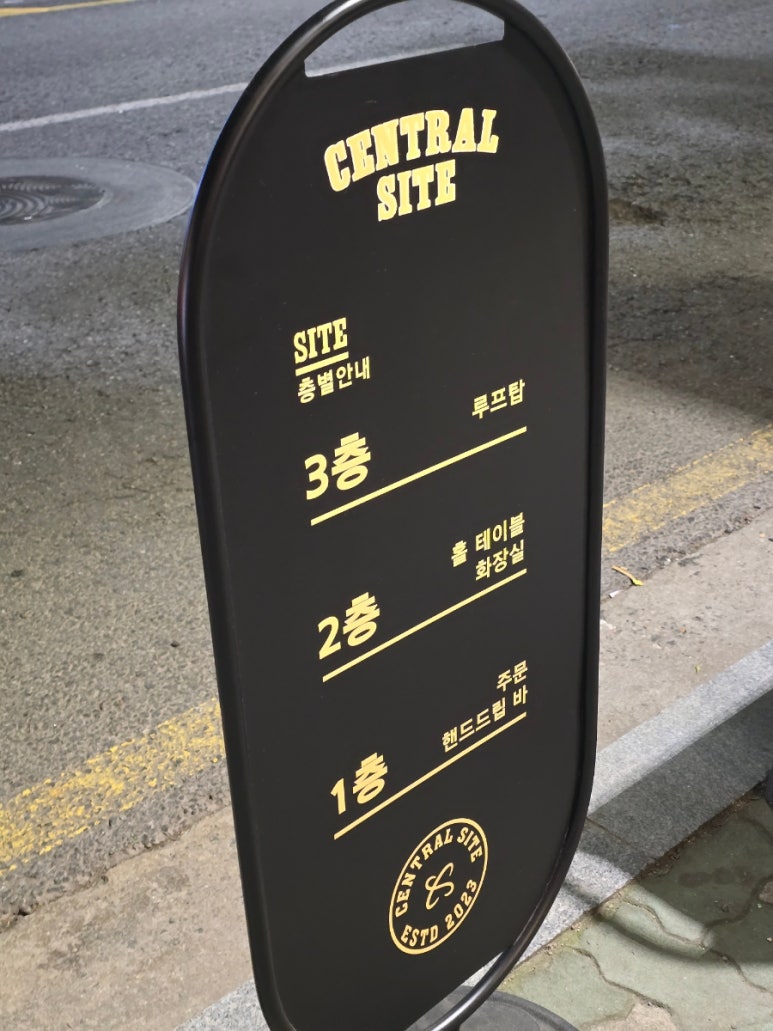 CENTRAL
SITE
SITE
층별안내
루프탑
3층
홀 테이블
화장실
2층
주문
핸드드립 바
1층
CENTRAL SITE
ESTD 2023